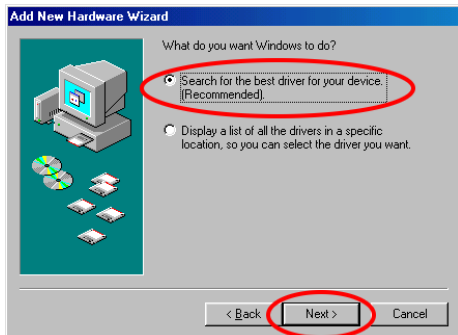 Add New Hardware Wizard
What do you want Windows to do?
Search for the best driver for your device.
(Recommended).
Display a list of all the drivers in a specific
location, so you can select the driver you want.
< Back
Next >
Cancel